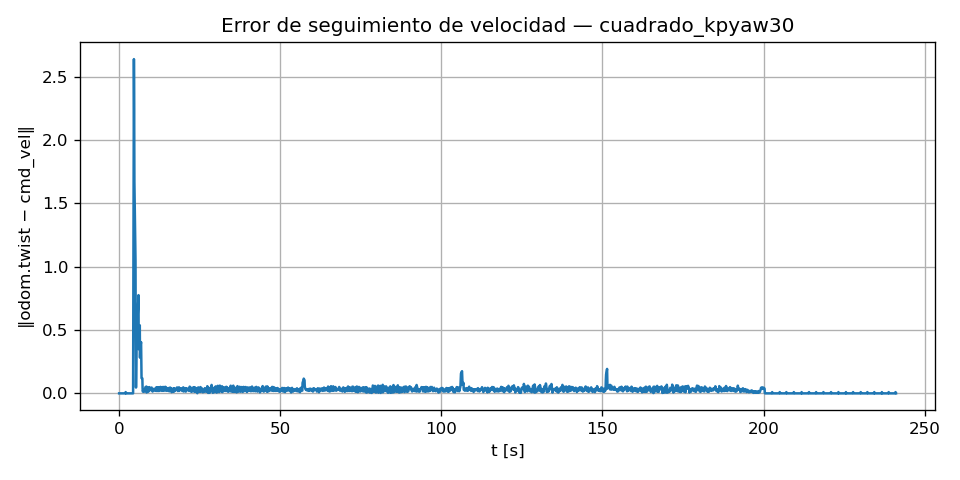 Error de seguimiento de velocidad — cuadrado_kpyaw30
‖odom.twist − cmd_vel‖
2.5
2.0
1.5
1.0
0.5
0.0
0 50 100 150 200 250
t [s]